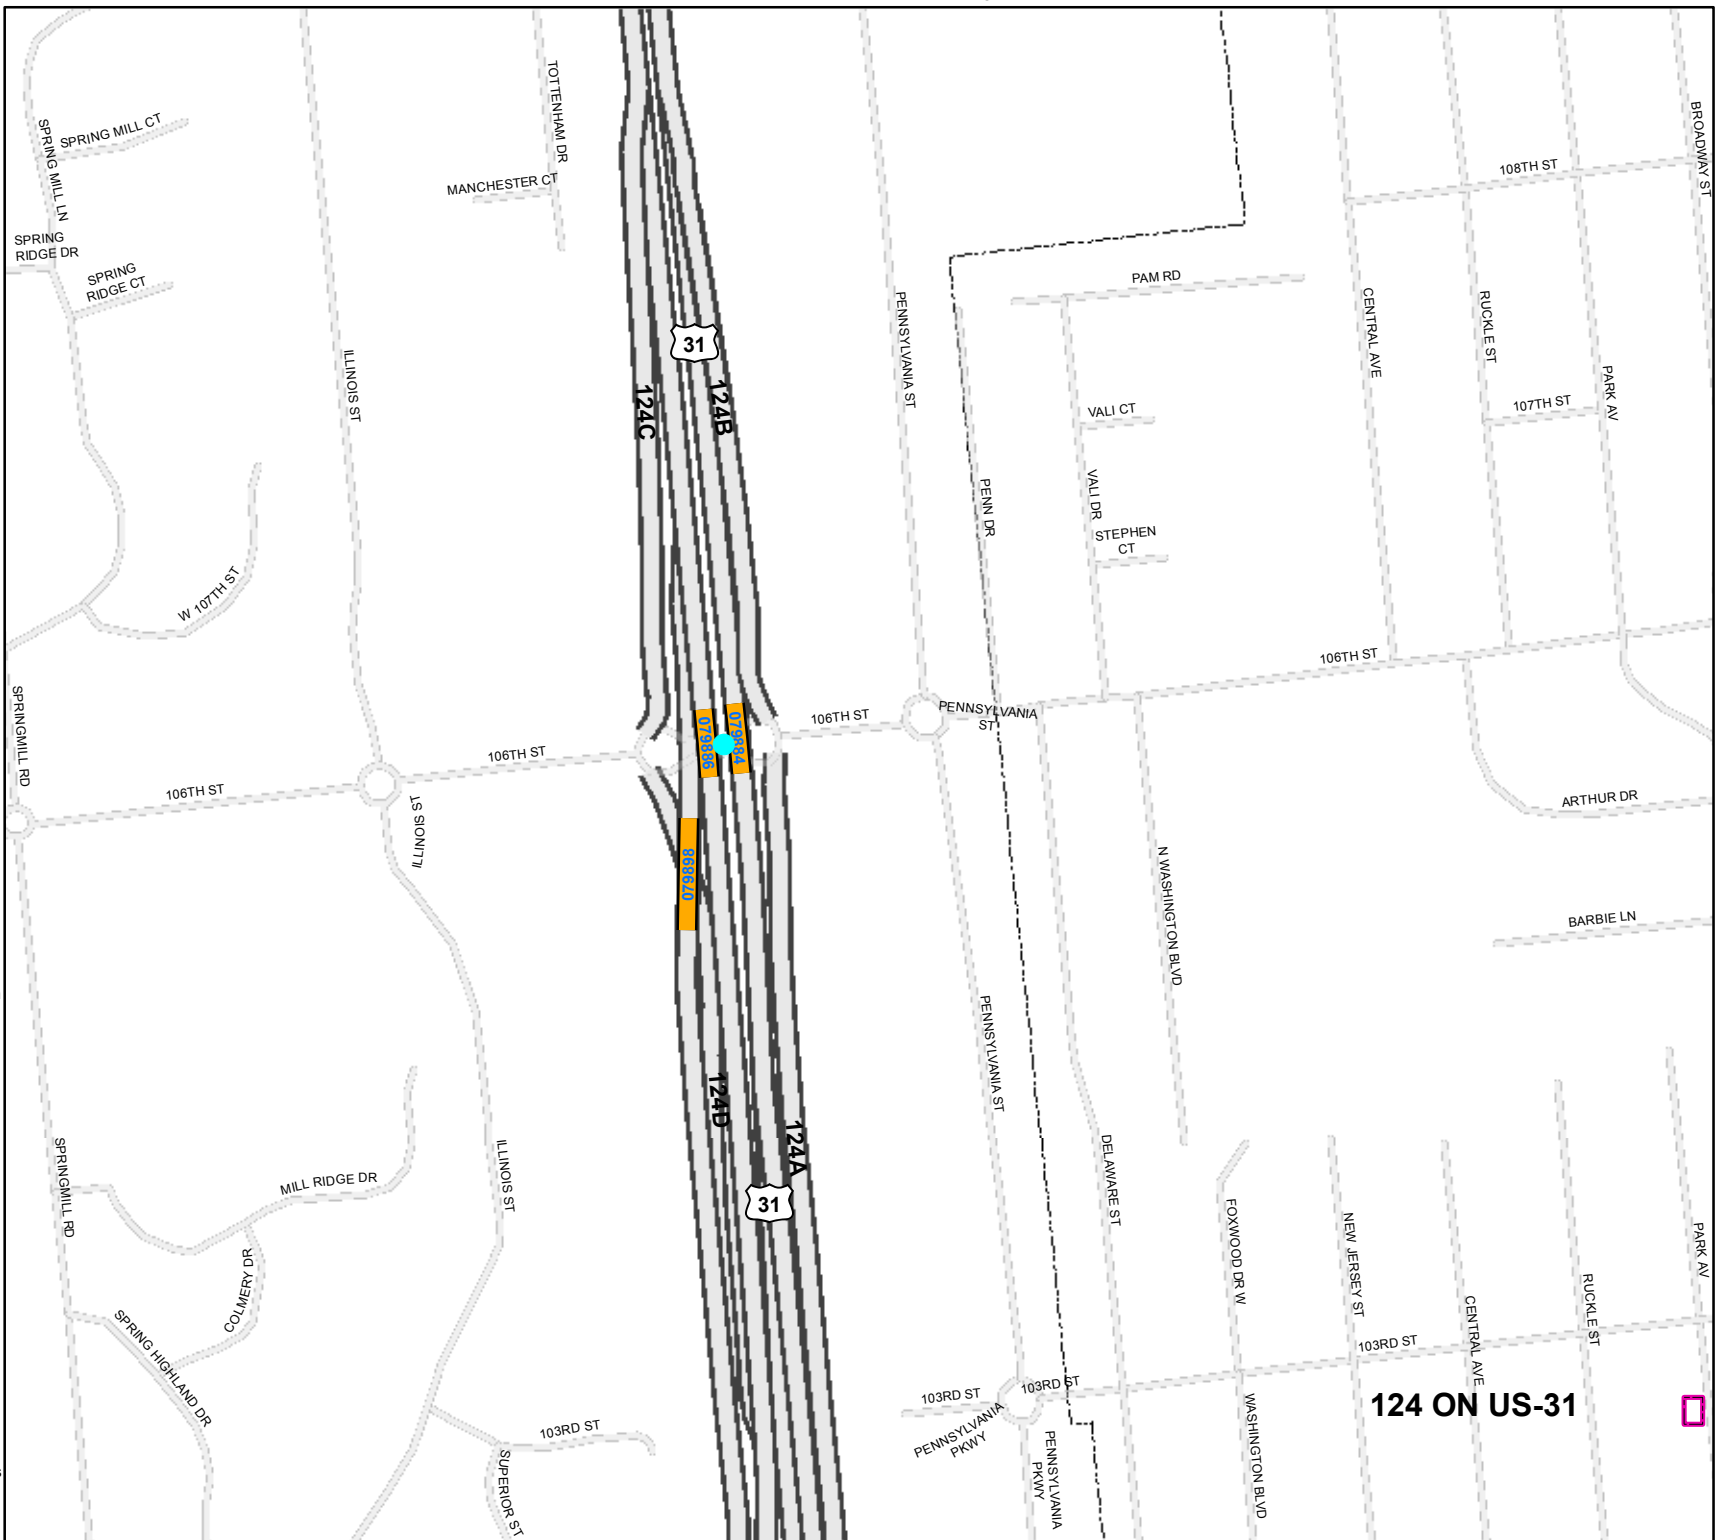 TOTTENHAM DR
BROADWAY ST
SPRING MILL CT
SPRING MILL LN
108TH ST
MANCHESTER CT
SPRING
RIDGE DR
SPRING
RIDGE CT
PAM RD
PENNSYLVANIA ST
CENTRAL AVE
RUCKLE ST
31
ILLINOIS ST
PARK AV
124C
124B
VALI CT
107TH ST
VALI DR
PENN DR
STEPHEN
CT
W 107TH ST
106TH ST
SPRINGMILL RD
PENNSYLVANIA
ST
106TH ST
079886
079884
106TH ST
106TH ST
ILLINOIS ST
ARTHUR DR
079898
N WASHINGTON BLVD
BARBIE LN
PENNSYLVANIA ST
124D
124A
SPRINGMILL RD
ILLINOIS ST
DELAWARE ST
MILL RIDGE DR
31
FOXWOOD DR W
NEW JERSEY ST
PARK AV
COLMERY DR
RUCKLE ST
CENTRAL AVE
SPRING HIGHLAND DR
103RD ST
103RD ST
103RD ST
124 ON US-31
PENNSYLVANIA
PKWY
WASHINGTON BLVD
103RD ST
PENNSYLVANIA
PKWY
SUPERIOR ST